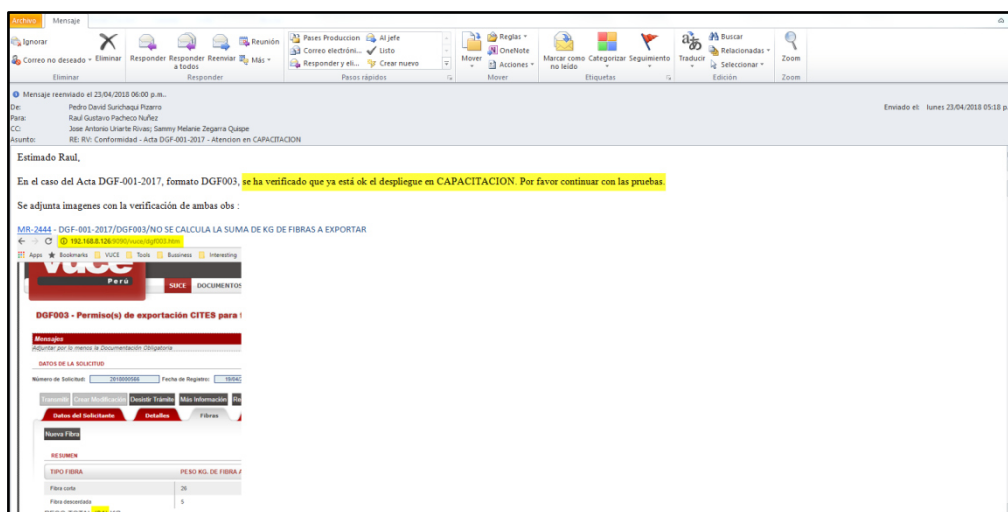 Archivo Mensaje
Ignorar
Correo no deseado
Eliminar
Responder Responder a todos Reenviar
Reunión
Más
Pases Produccion
Al jefe
Correo electróni...
Listo
Responder y eli...
Crear nuevo
Mover
Reglas
OneNote
Acciones
Marcar como no leído
Categorizar Seguimiento
Traducir
Buscar
Relacionadas
Seleccionar
Zoom
Eliminar Responder Pasos rápidos Mover Etiquetas Edición Zoom
Mensaje reenviado el 23/04/2018 06:00 p.m..
De: Pedro David Surichaqui Pizarro
Enviado el: lunes 23/04/2018 05:18 p.
Para: Raul Gustavo Pacheco Nuñez
CC: Jose Antonio Uriarte Rivas; Sammy Melanie Zegarra Quispe
Asunto: RE: RV: Conformidad - Acta DGF-001-2017 - Atencion en CAPACITACION
Estimado Raul,
En el caso del Acta DGF-001-2017, formato DGF003, se ha verificado que ya está ok el despliegue en CAPACITACION. Por favor continuar con las pruebas.
Se adjunta imagenes con la verificación de ambas obs :
MR-2444 - DGF-001-2017/DGF003/NO SE CALCULA LA SUMA DE KG DE FIBRAS A EXPORTAR
192.168.8.126:9090/vuce/dgf003.htm
Apps Bookmarks VUCE Tools Bussiness Interesting
vuce
Perú
SUCE DOCUMENTOS
DGF003 - Permiso(s) de exportación CITES para
Mensajes
Adjuntar por lo menos la Documentación Obligatoria
DATOS DE LA SOLICITUD
Número de Solicitud: 2018000586 Fecha de Registro: 19/04/
Transmite Crear Modificación Desistir Trámite Más Información
Datos del Solicitante Detalles Fibras
Nueva Fibra
RESUMEN
TIPO FIBRA PESO KG. DE FIBRA A
Fibra corta 26
Fibra descerdada 5